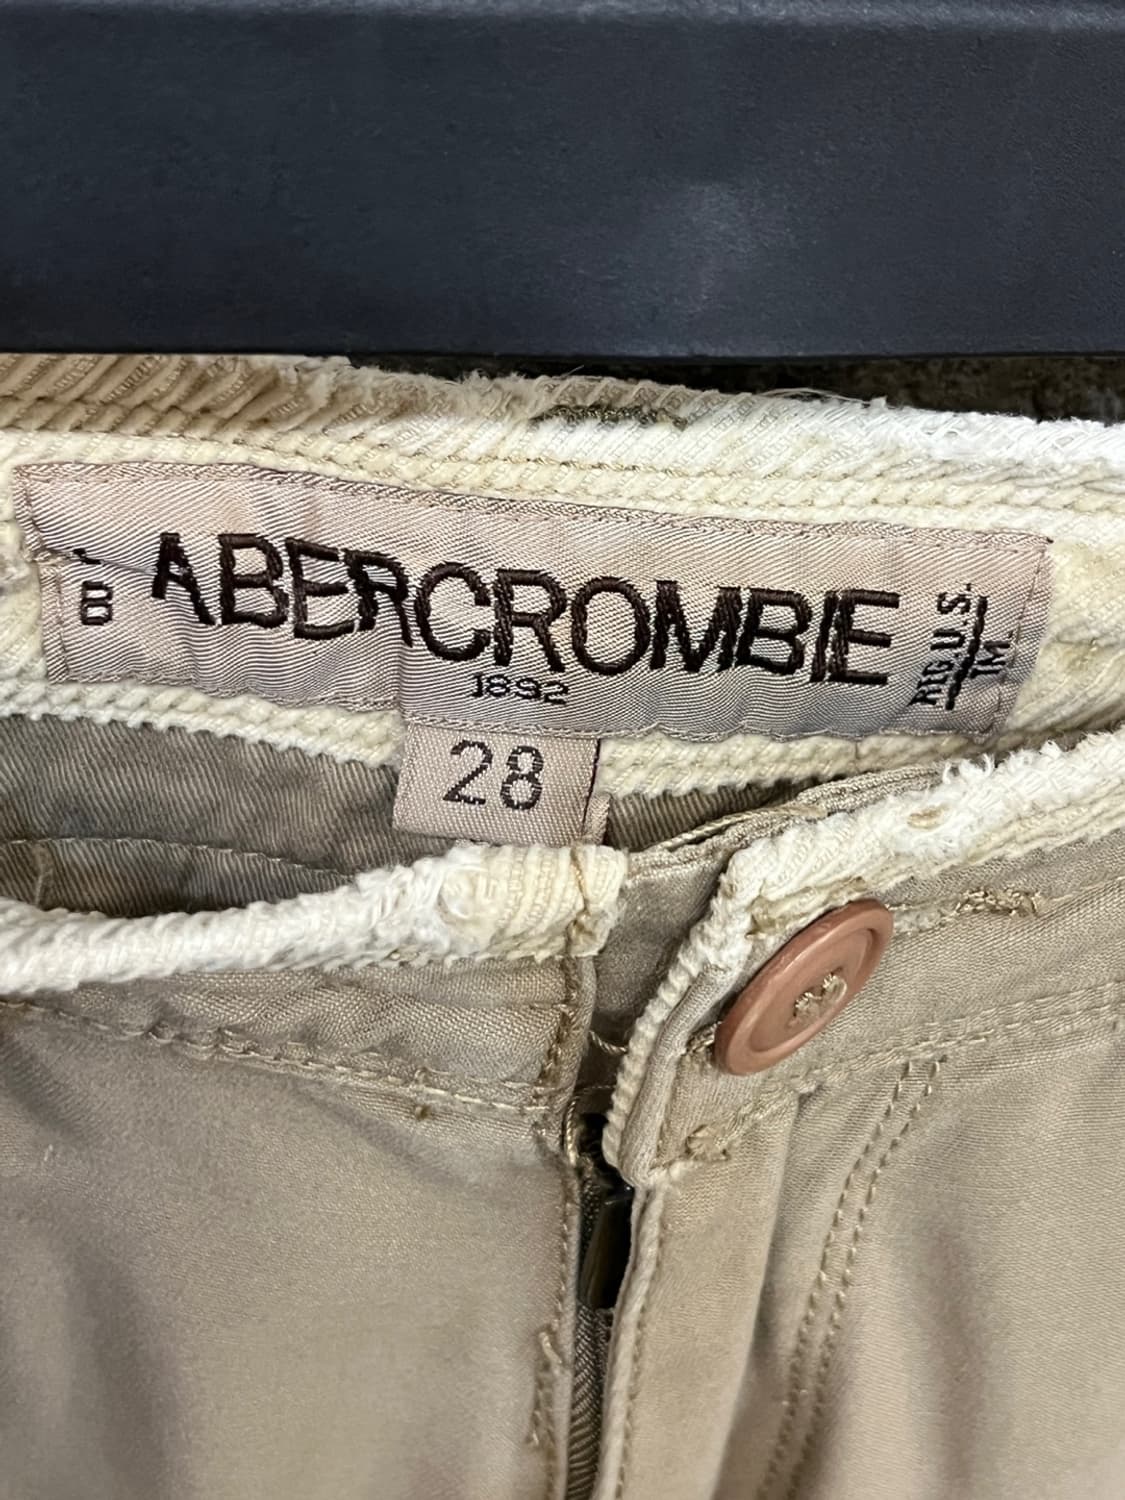 ABERCROMBIE
1892
REG U.S.
TM.
28